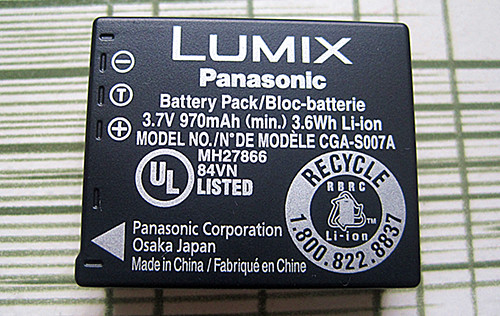 LUMIX
Panasonic
Battery Pack/Bloc-batterie
3.7V 970mAh (min.) 3.6Wh Li-ion
MODEL NO./N°DE MODÈLE CGA-S007A
MH27866
84VN
UL
LISTED
T
RECYCLE
RBRC
TM
Li-ion
1.800.822.8837
Panasonic Corporation
Osaka Japan
Made in China / Fabriqué en Chine